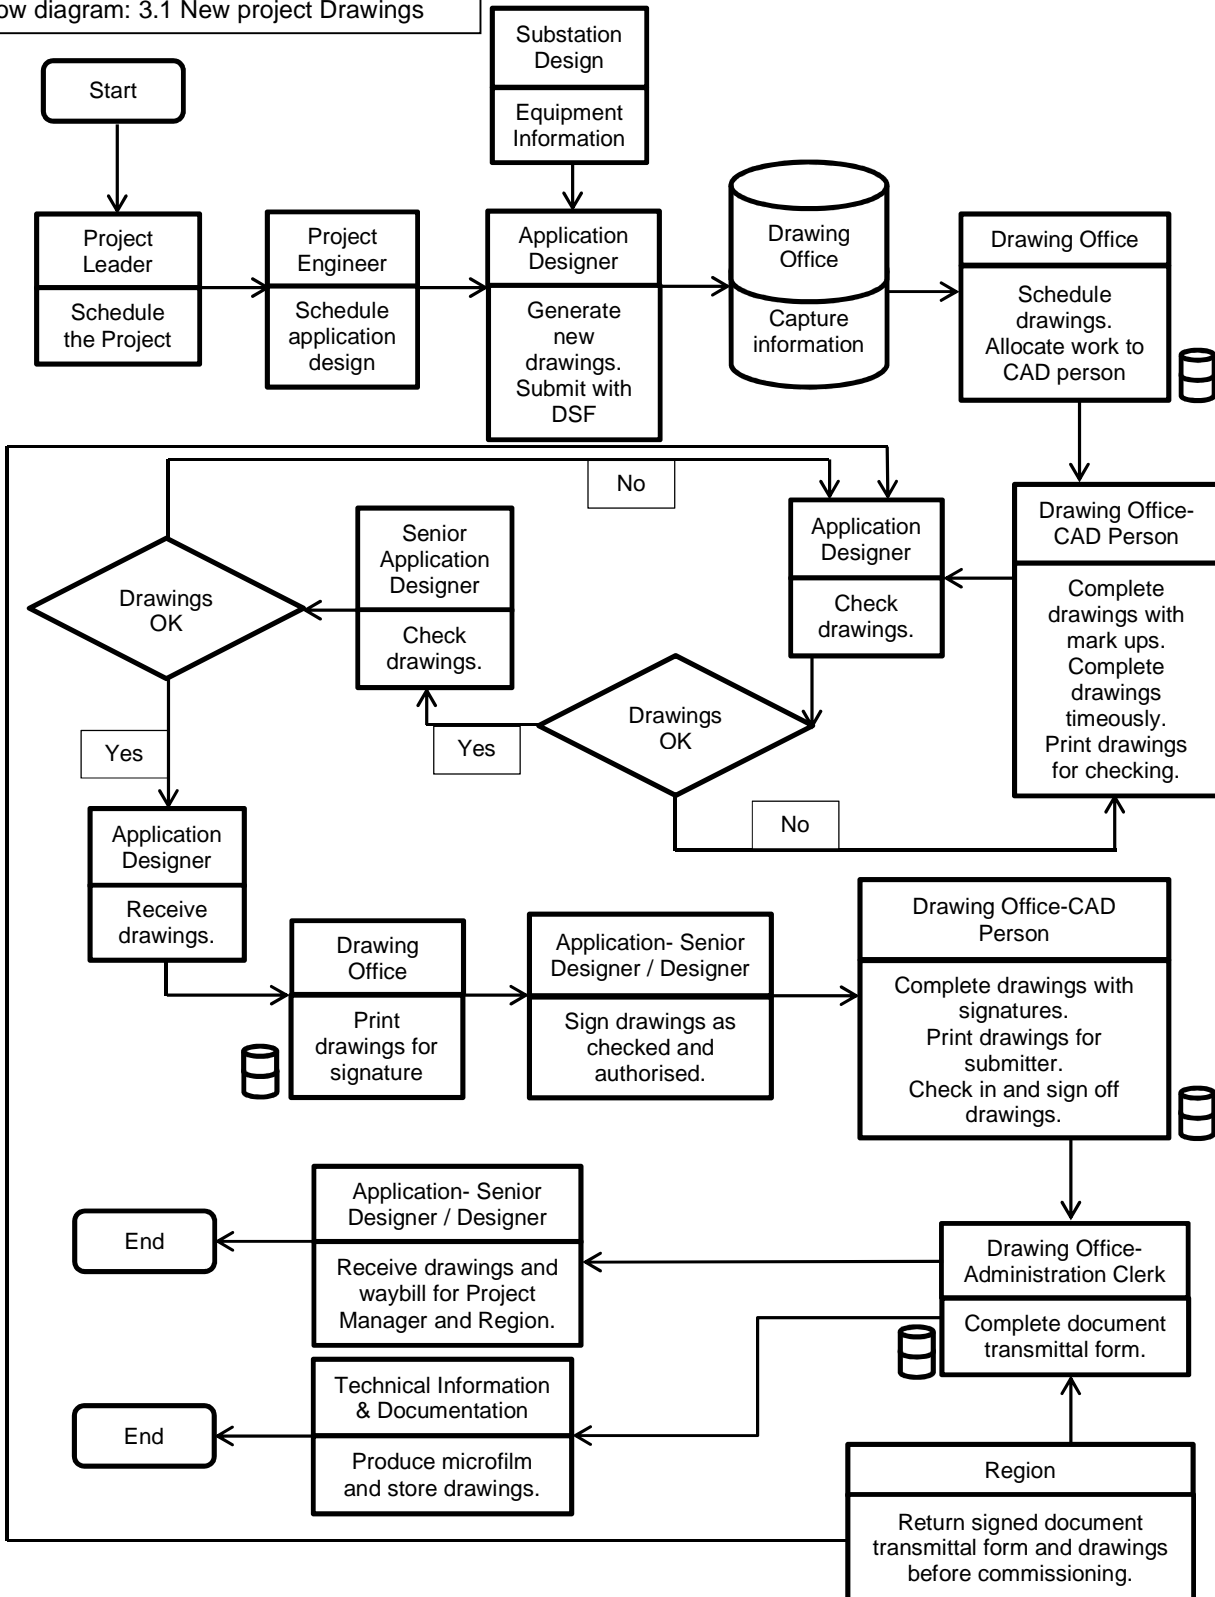 ow diagram: 3.1 New project Drawings
Substation
Design
Equipment
Information
Start
Project
Leader
Schedule
the Project
Project
Engineer
Schedule
application
design
Application
Designer
Generate
new
drawings.
Submit with
DSF
Drawing
Office
Capture
information
Drawing Office
Schedule
drawings.
Allocate work to
CAD person
No
Drawing Office-
CAD Person
Complete
drawings with
mark ups.
Complete
drawings
timeously.
Print drawings
for checking.
Application
Designer
Check
drawings.
Senior
Application
Designer
Check
drawings.
Drawings
OK
Drawings
OK
Yes
Yes
No
Application
Designer
Receive
drawings.
Drawing
Office
Print
drawings for
signature
Application- Senior
Designer / Designer
Sign drawings as
checked and
authorised.
Drawing Office-CAD
Person
Complete drawings with
signatures.
Print drawings for
submitter.
Check in and sign off
drawings.
Application- Senior
Designer / Designer
Receive drawings and
waybill for Project
Manager and Region.
End
Drawing Office-
Administration Clerk
Complete document
transmittal form.
Technical Information
& Documentation
Produce microfilm
and store drawings.
End
Region
Return signed document
transmittal form and drawings
before commissioning.